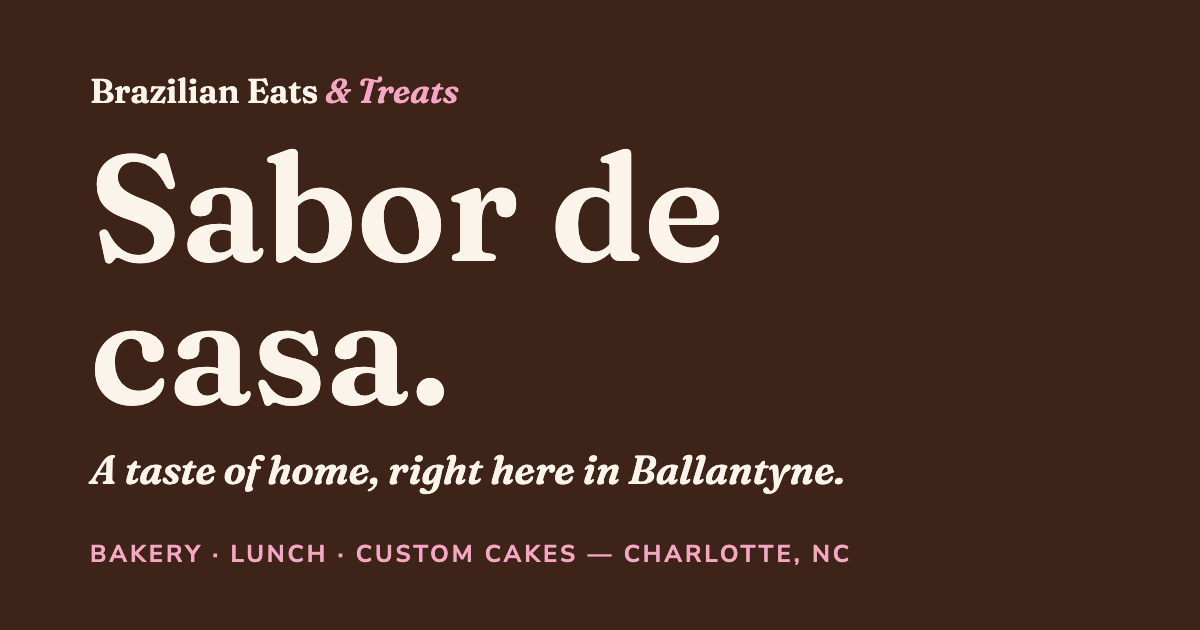 Brazilian Eats & Treats
Sabor de
casa.
A taste of home, right here in Ballantyne.
BAKERY · LUNCH · CUSTOM CAKES — CHARLOTTE, NC